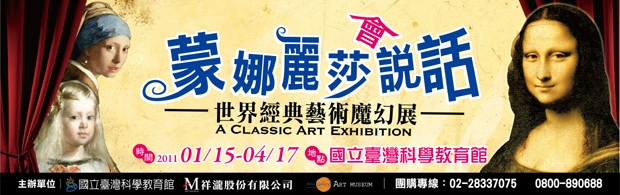 蒙娜麗莎會説話
世界經典藝術魔幻展
A CLASSIC ART EXHIBITION
時間 2011 01/15-04/17 地點 國立臺灣科學教育館
主辦單位 國立臺灣科學教育館 祥瀧股份有限公司 ART MUSEUM 團購專線：02-28337075 0800-890688